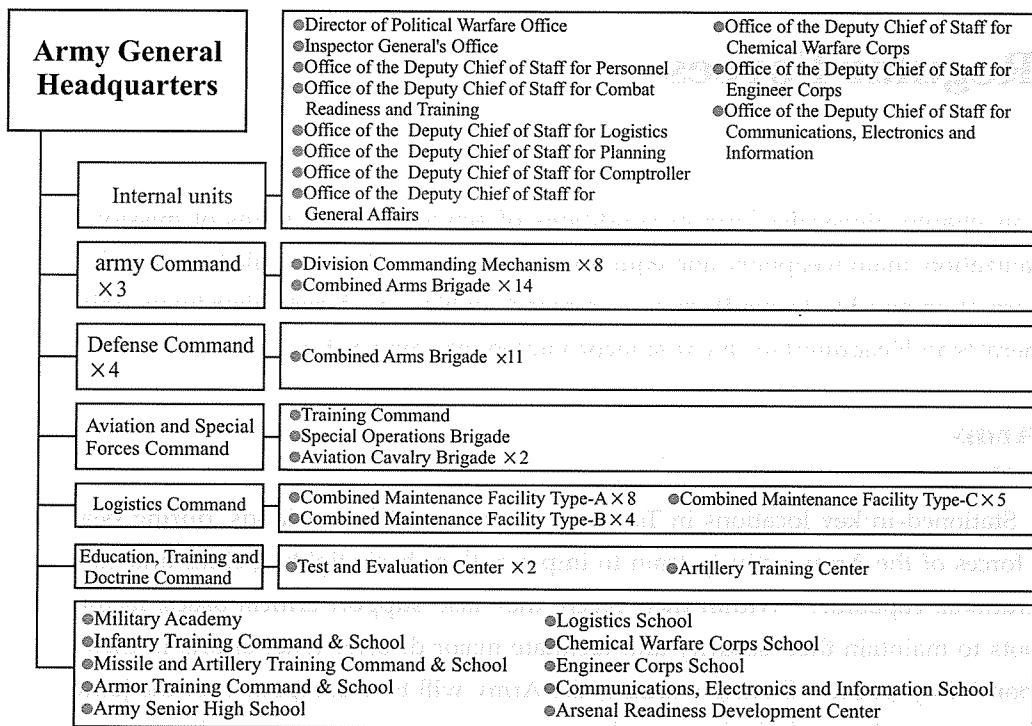 Army General
Headquarters
●Director of Political Warfare Office
●Inspector General's Office
●Office of the Deputy Chief of Staff for Personnel
●Office of the Deputy Chief of Staff for Combat
Readiness and Training
●Office of the Deputy Chief of Staff for Logistics
●Office of the Deputy Chief of Staff for Planning
●Office of the Deputy Chief of Staff for Comptroller
●Office of the Deputy Chief of Staff for
General Affairs
●Office of the Deputy Chief of Staff for
Chemical Warfare Corps
●Office of the Deputy Chief of Staff for
Engineer Corps
●Office of the Deputy Chief of Staff for
Communications, Electronics and
Information
Internal units
army Command
×3
●Division Commanding Mechanism ×8
●Combined Arms Brigade ×14
Defense Command
×4
●Combined Arms Brigade ×11
Aviation and Special
Forces Command
●Training Command
●Special Operations Brigade
●Aviation Cavalry Brigade ×2
Logistics Command
●Combined Maintenance Facility Type-A×8
●Combined Maintenance Facility Type-B×4
●Combined Maintenance Facility Type-C×5
Education, Training and
Doctrine Command
●Test and Evaluation Center ×2
●Artillery Training Center
●Military Academy
●Infantry Training Command & School
●Missile and Artillery Training Command & School
●Armor Training Command & School
●Army Senior High School
●Logistics School
●Chemical Warfare Corps School
●Engineer Corps School
●Communications, Electronics and Information School
●Arsenal Readiness Development Center